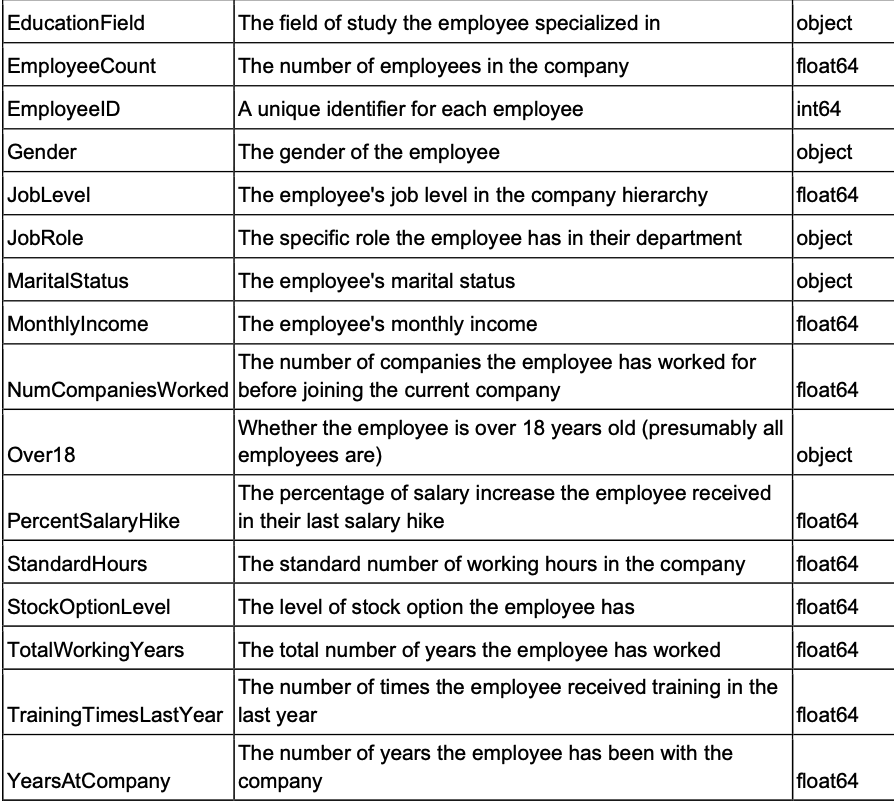 EducationField The field of study the employee specialized in object
EmployeeCount The number of employees in the company float64
EmployeeID A unique identifier for each employee int64
Gender The gender of the employee object
JobLevel The employee's job level in the company hierarchy float64
JobRole The specific role the employee has in their department object
MaritalStatus The employee's marital status object
MonthlyIncome The employee's monthly income float64
The number of companies the employee has worked for
NumCompaniesWorked before joining the current company float64
Whether the employee is over 18 years old (presumably all
Over18 employees are) object
The percentage of salary increase the employee received
PercentSalaryHike in their last salary hike float64
StandardHours The standard number of working hours in the company float64
StockOptionLevel The level of stock option the employee has float64
TotalWorkingYears The total number of years the employee has worked float64
The number of times the employee received training in the
TrainingTimesLastYear last year float64
The number of years the employee has been with the
YearsAtCompany company float64